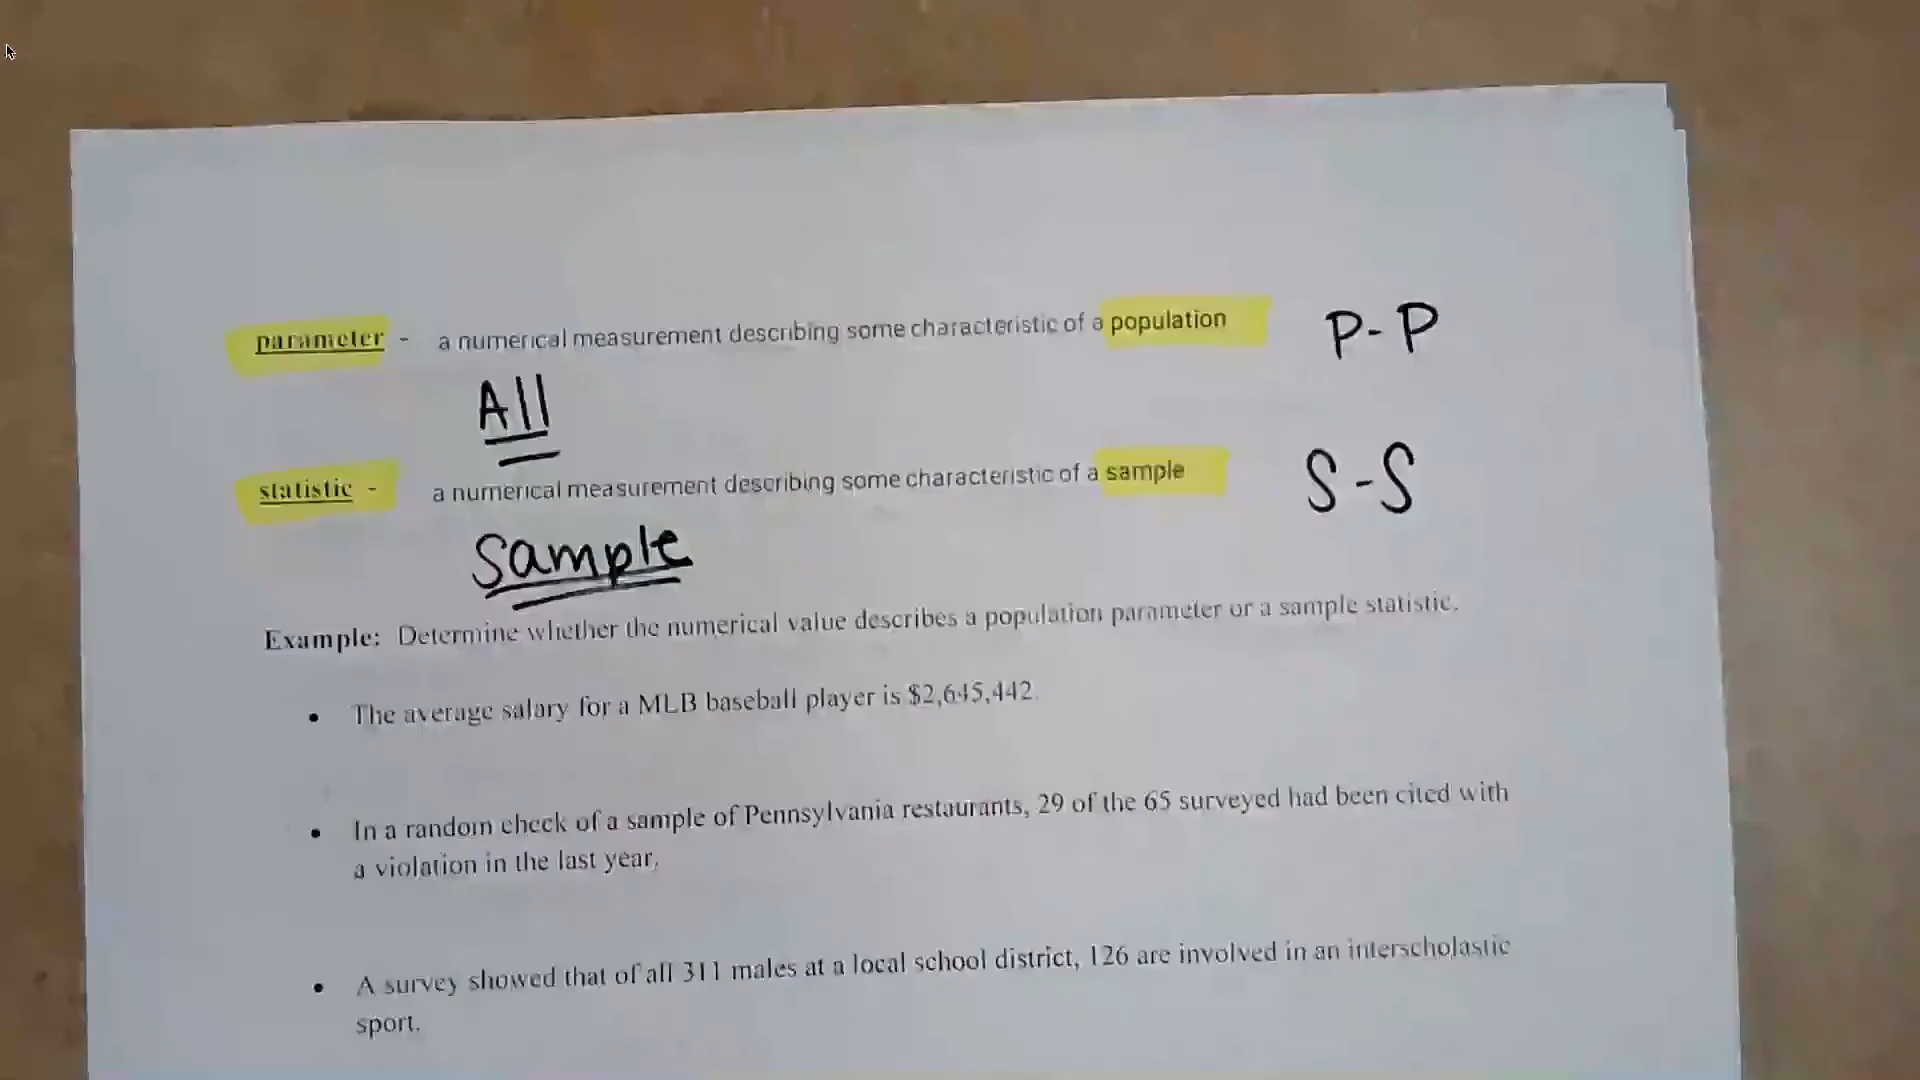 parameter - a numerical measurement describing some characteristic of a population P-P
All
statistic - a numerical measurement describing some characteristic of a sample S-S
Sample
Example: Determine whether the numerical value describes a population parameter or a sample statistic.
• The average salary for a MLB baseball player is $2,645,442.
• In a random check of a sample of Pennsylvania restaurants, 29 of the 65 surveyed had been cited with
a violation in the last year.
• A survey showed that of all 311 males at a local school district, 126 are involved in an interscholastic
sport.